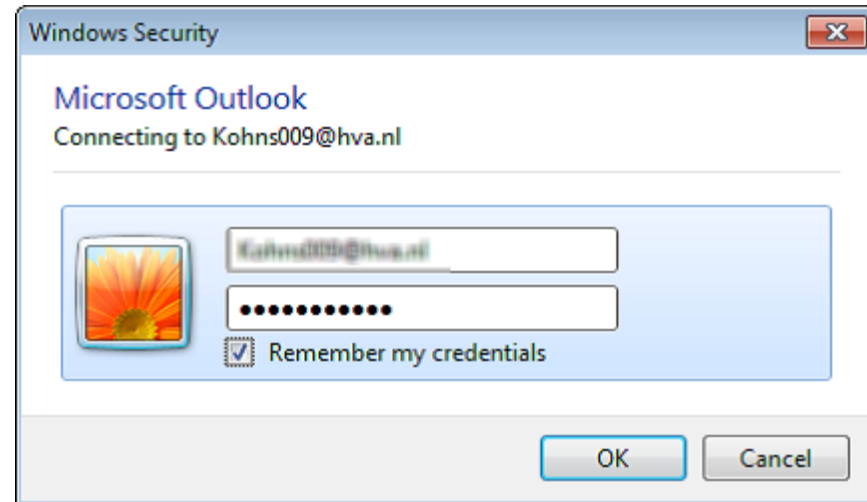 Windows Security
Microsoft Outlook
Connecting to Kohns009@hva.nl
•••••••••••
Remember my credentials
OK
Cancel